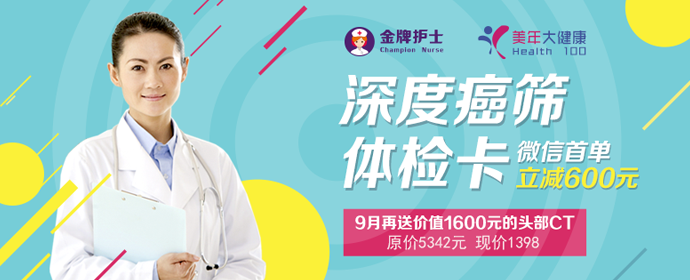 金牌护士
Champion Nurse
美年大健康
Health 100
深度癌筛
体检卡
微信首单
立减600元
9月再送价值1600元的头部CT
原价5342元 现价1398